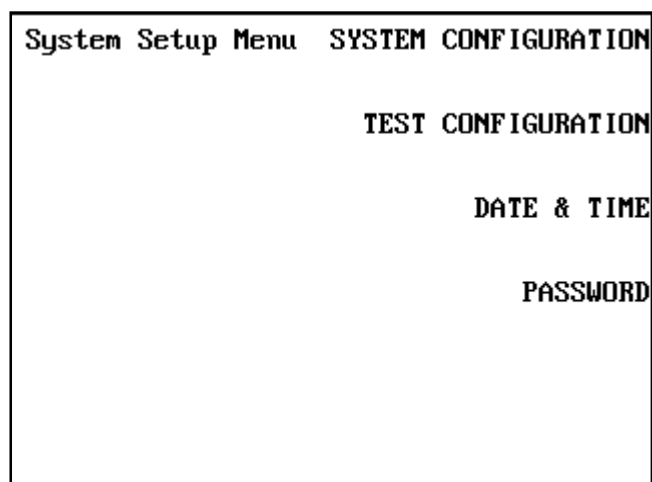 System Setup Menu SYSTEM CONFIGURATION
TEST CONFIGURATION
DATE & TIME
PASSWORD